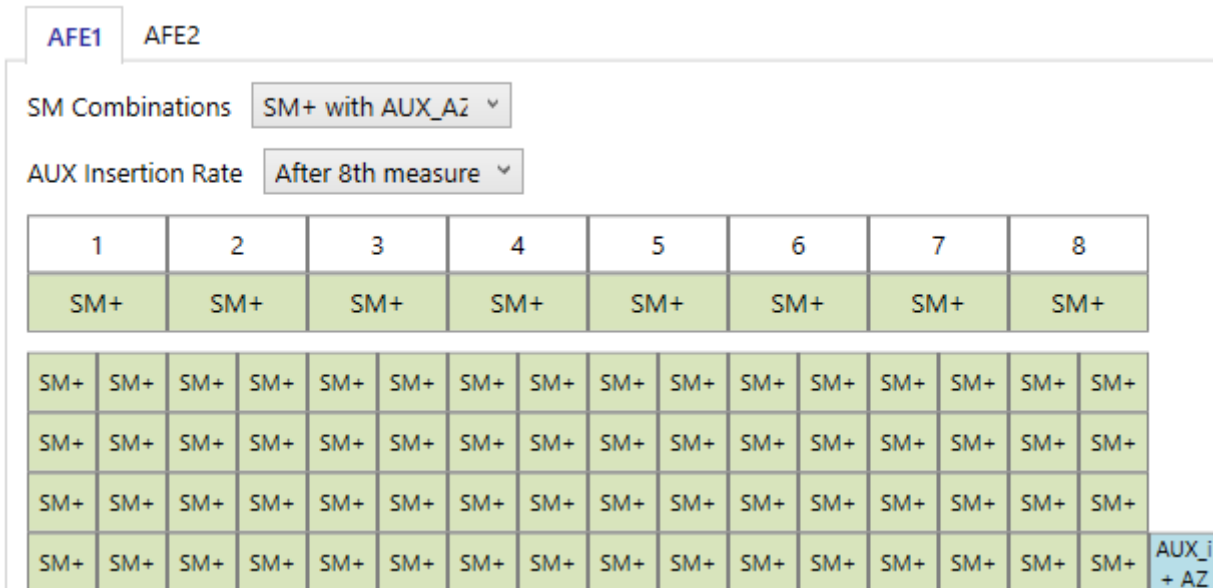 AFE1 AFE2
SM Combinations SM+ with AUX_AZ
AUX Insertion Rate After 8th measure
1 2 3 4 5 6 7 8
SM+ SM+ SM+ SM+ SM+ SM+ SM+ SM+
SM+ SM+ SM+ SM+ SM+ SM+ SM+ SM+ SM+ SM+ SM+ SM+ SM+ SM+ SM+ SM+
SM+ SM+ SM+ SM+ SM+ SM+ SM+ SM+ SM+ SM+ SM+ SM+ SM+ SM+ SM+ SM+
SM+ SM+ SM+ SM+ SM+ SM+ SM+ SM+ SM+ SM+ SM+ SM+ SM+ SM+ SM+ SM+
SM+ SM+ SM+ SM+ SM+ SM+ SM+ SM+ SM+ SM+ SM+ SM+ SM+ SM+ SM+ SM+ AUX_i
+ AZ